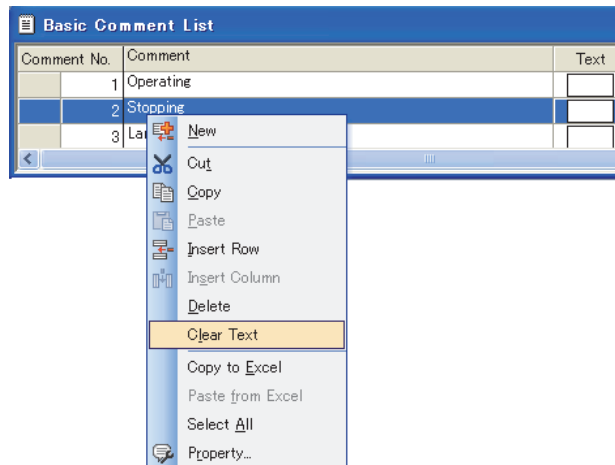 Basic Comment List
Comment No. Comment Text
1 Operating
2 Stopping
3
New
Cut
Copy
Paste
Insert Row
Insert Column
Delete
Clear Text
Copy to Excel
Paste from Excel
Select All
Property...